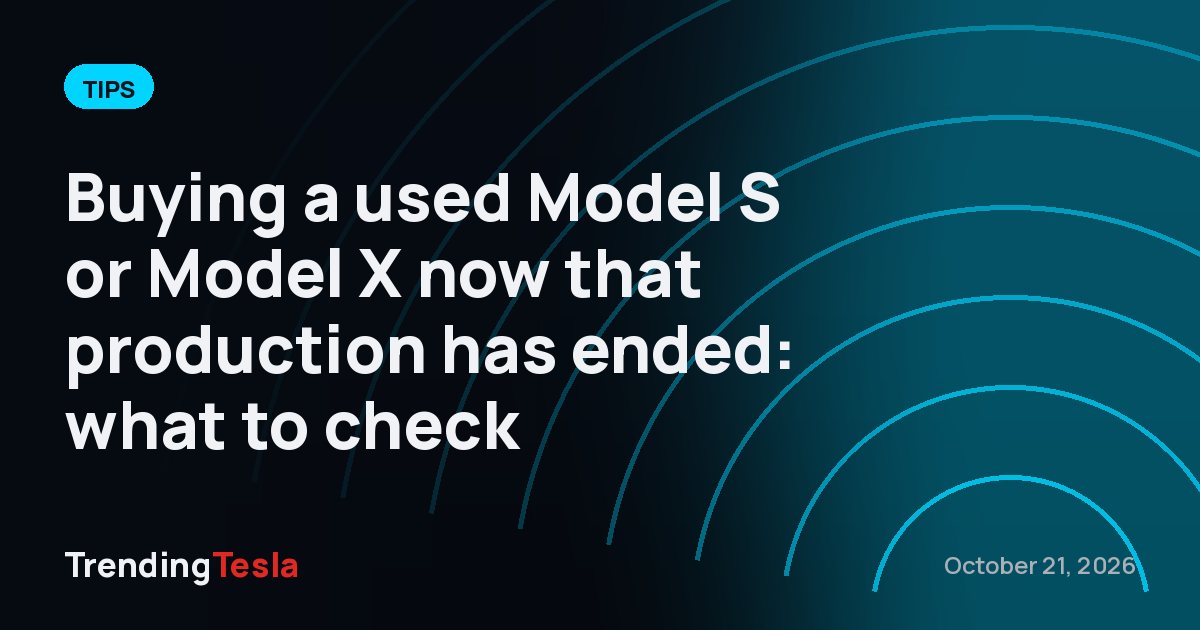 TIPS
Buying a used Model S
or Model X now that
production has ended:
what to check
TrendingTesla
October 21, 2026